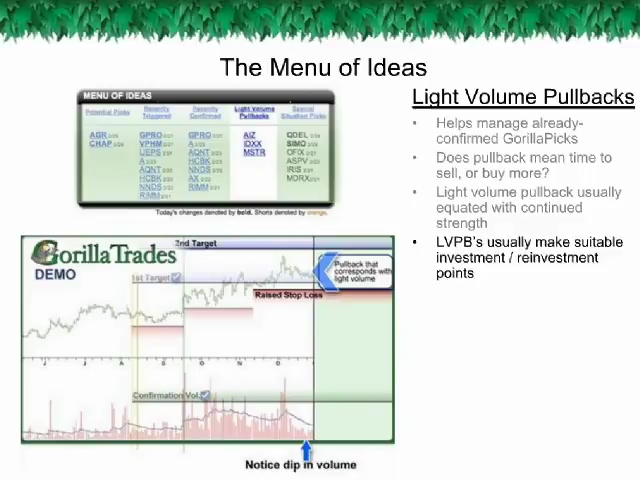 The Menu of Ideas
MENU OF IDEAS
Potential Picks
Recently Triggered
Recently Confirmed
Light Volume Pullbacks
Special Situation Picks
AGR
CHAP
GPRO
VPHM
UEPS
A
AQNT
HCBK
NNDS
RIMM
GPRO
A
AQNT
HCBK
NNDS
AX
RIMM
AIZ
IDXX
MSTR
QDEL
SIMO
OFIX
ASPV
IRIS
MDRX
Today's changes denoted by bold. Shorts denoted by orange.
Light Volume Pullbacks
• Helps manage already-
confirmed GorillaPicks
• Does pullback mean time to
sell, or buy more?
• Light volume pullback usually
equated with continued
strength
• LVPB's usually make suitable
investment / reinvestment
points
GorillaTrades
DEMO
2nd Target
1st Target
Pullback that
corresponds with
light volume
Raised Stop Loss
J J A S O N D
Confirmation Vol.
Notice dip in volume